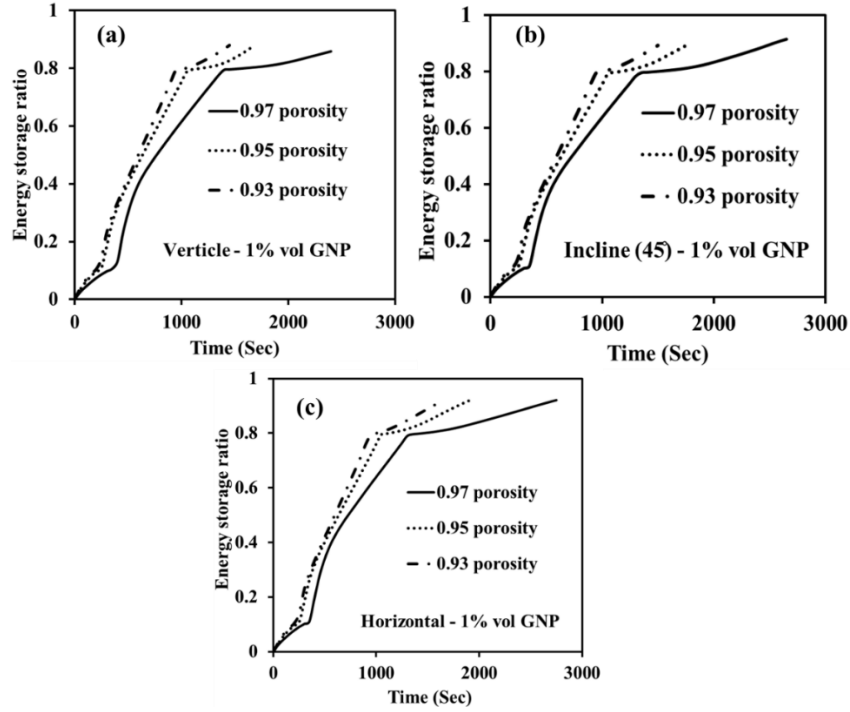 (a)
1
0.8
0.6
0.4
0.2
0
Energy storage ratio
0.97 porosity
0.95 porosity
0.93 porosity
Verticle - 1% vol GNP
0 1000 2000 3000
Time (Sec)
(b)
1
0.8
0.6
0.4
0.2
0
Energy storage ratio
0.97 porosity
0.95 porosity
0.93 porosity
Incline (45°) - 1% vol GNP
0 1000 2000 3000
Time (Sec)
(c)
1
0.8
0.6
0.4
0.2
0
Energy storage ratio
0.97 porosity
0.95 porosity
0.93 porosity
Horizontal - 1% vol GNP
0 1000 2000 3000
Time (Sec)